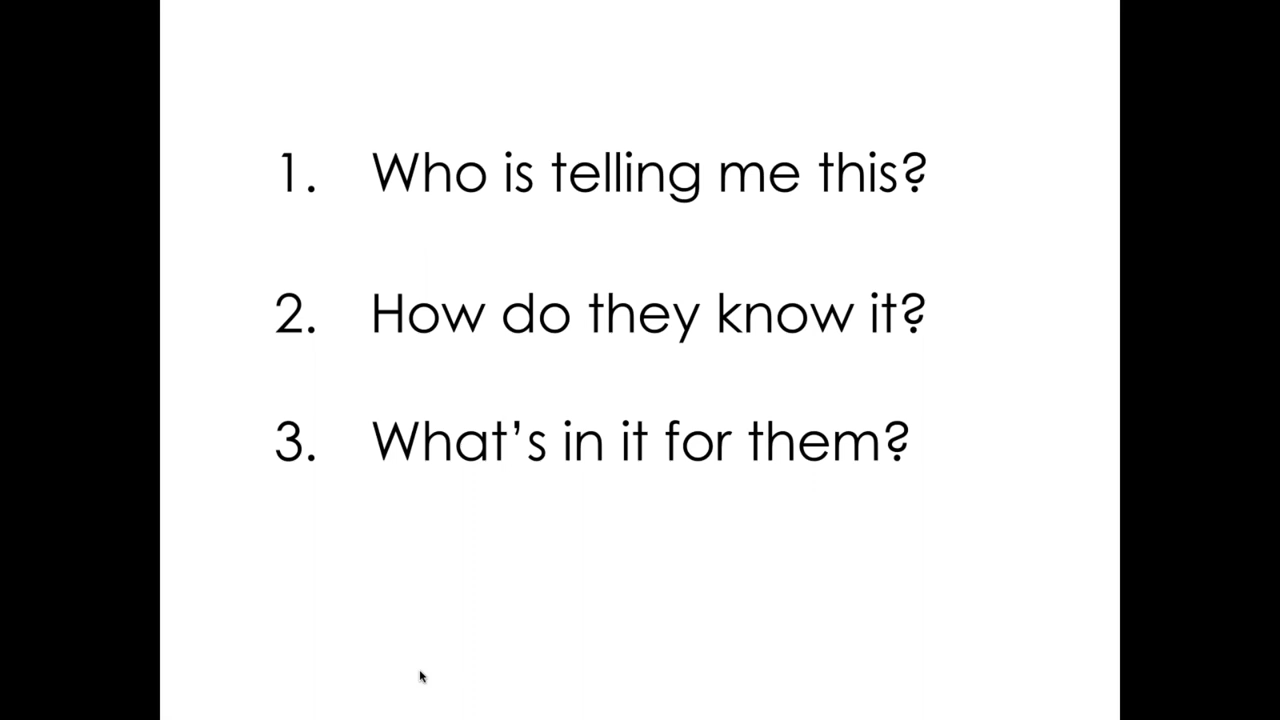 1. Who is telling me this?
2. How do they know it?
3. What’s in it for them?